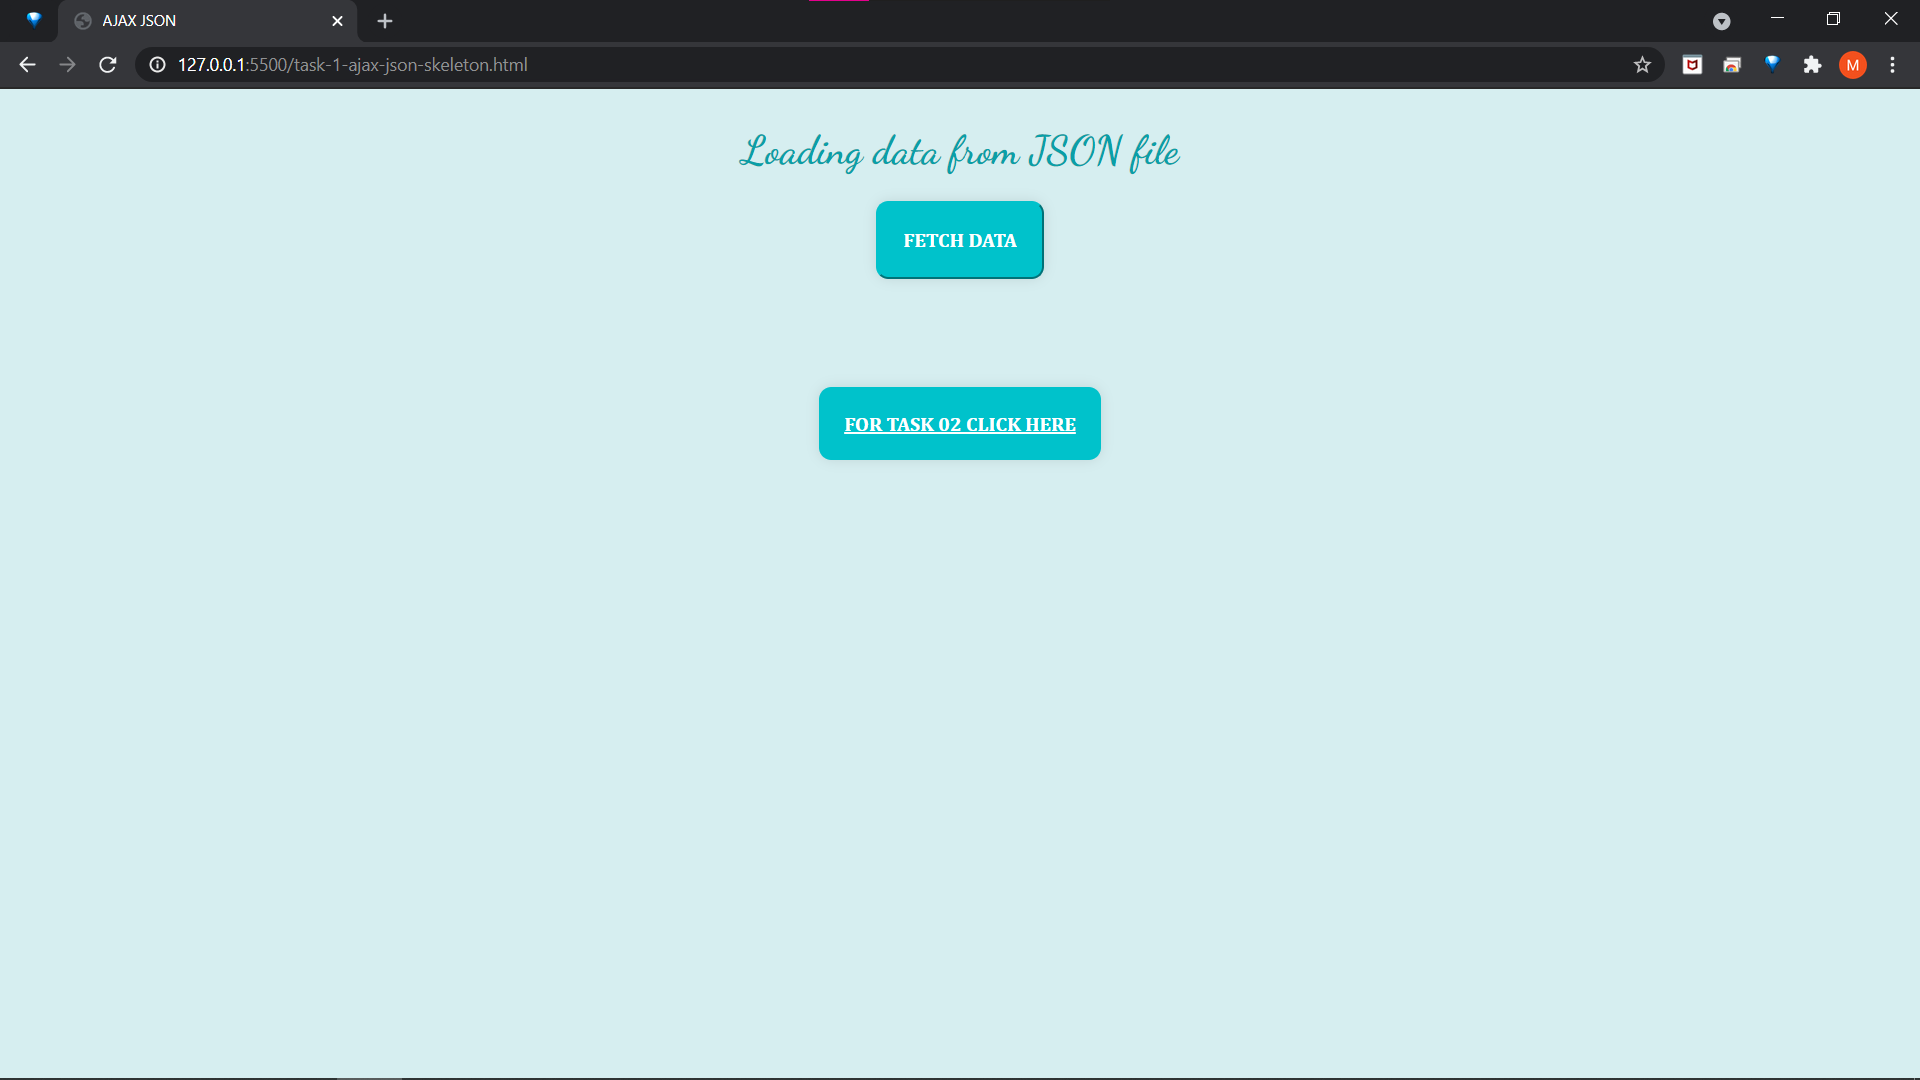 AJAX JSON
127.0.0.1:5500/task-1-ajax-json-skeleton.html
M
Loading data from JSON file
FETCH DATA
FOR TASK 02 CLICK HERE